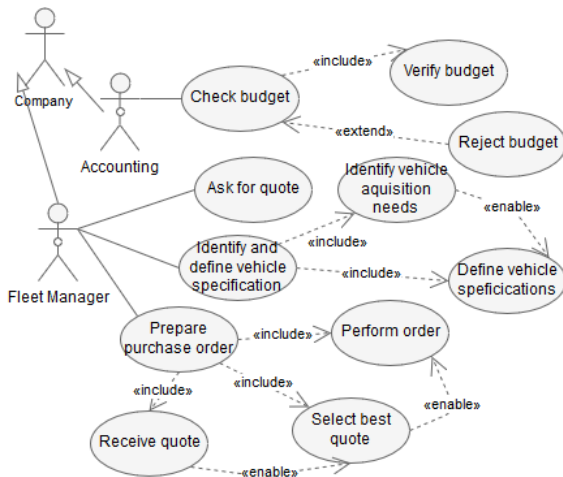 «include»
Verify budget
Company
Check budget
«extend»
Reject budget
Accounting
Identify vehicle
aquisition
needs
Ask for quote
«enable»
«include»
Identify and
define vehicle
specification
«include»
Define vehicle
speficications
Fleet Manager
Prepare
purchase order
«include»
Perform order
«include»
«include»
Select best
quote
«enable»
Receive quote
«enable»